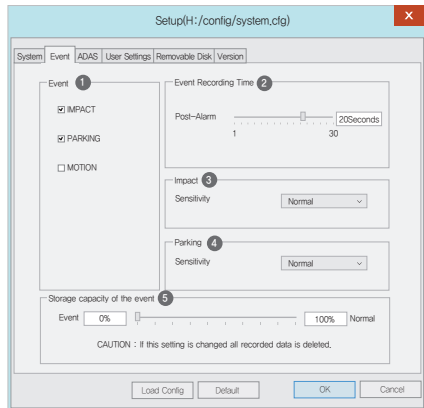 Setup(H:/config/system.cfg)
X
System Event ADAS User Settings Removable Disk Version
Event 1
IMPACT
PARKING
MOTION
Event Recording Time 2
Post-Alarm 20Seconds
1 30
Impact 3
Sensitivity Normal
Parking 4
Sensitivity Normal
Storage capacity of the event 5
Event 0% 100% Normal
CAUTION : If this setting is changed all recorded data is deleted.
Load Config Default OK Cancel